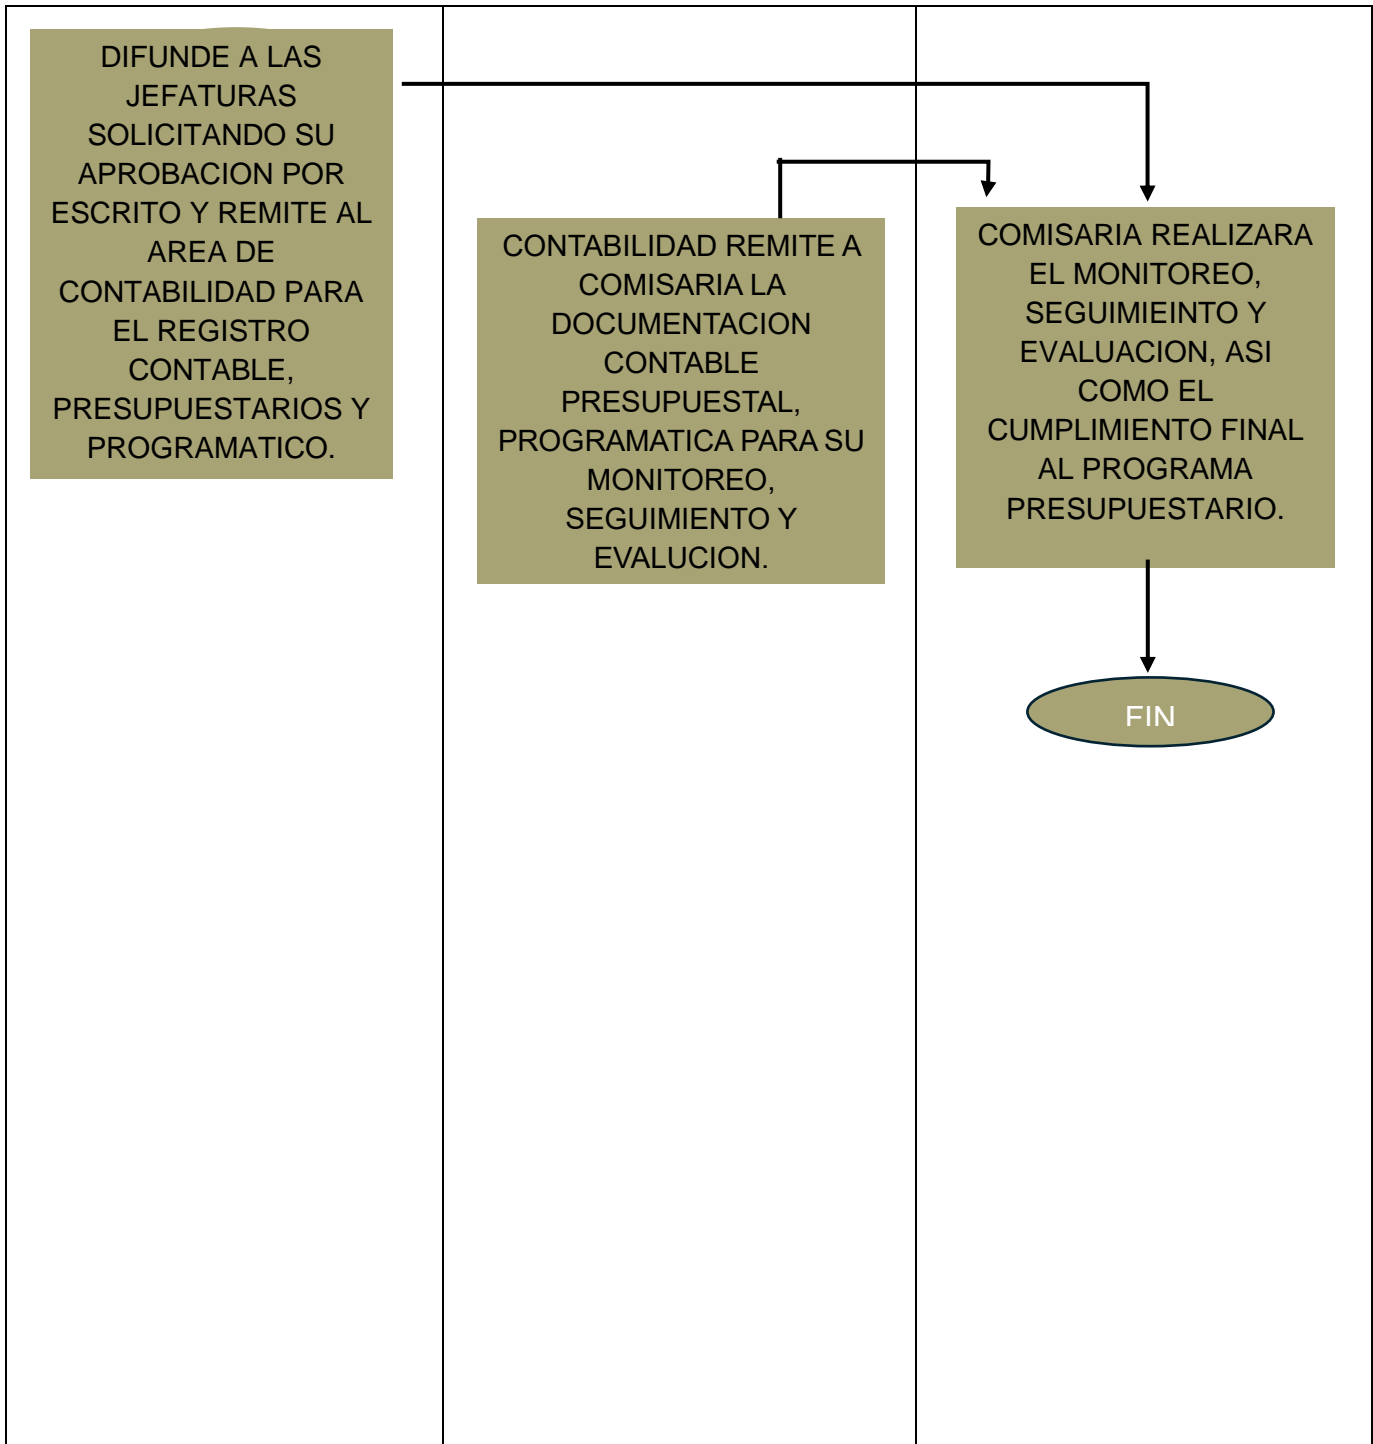 DIFUNDE A LAS
JEFATURAS
SOLICITANDO SU
APROBACION POR
ESCRITO Y REMITE AL
AREA DE
CONTABILIDAD PARA
EL REGISTRO
CONTABLE,
PRESUPUESTARIOS Y
PROGRAMATICO.
CONTABILIDAD REMITE A
COMISARIA LA
DOCUMENTACION
CONTABLE
PRESUPUESTAL,
PROGRAMATICA PARA SU
MONITOREO,
SEGUIMIENTO Y
EVALUCION.
COMISARIA REALIZARA
EL MONITOREO,
SEGUIMIEINTO Y
EVALUACION, ASI
COMO EL
CUMPLIMIENTO FINAL
AL PROGRAMA
PRESUPUESTARIO.
FIN